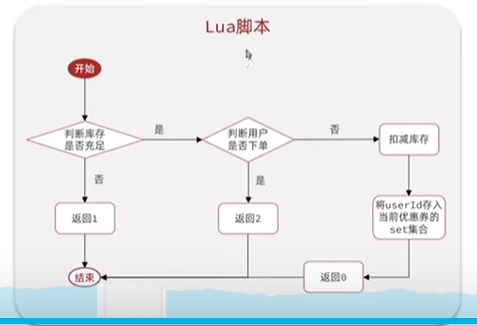 Lua脚本
开始
判断库存
是否充足
是
判断用户
是否下单
否
扣减库存
否
是
返回1
返回2
将userId存入
当前优惠券的
set集合
结束
返回0